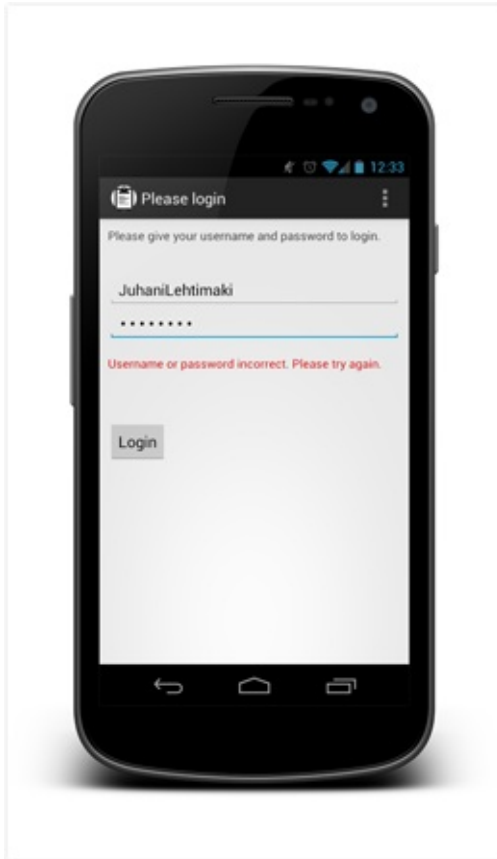 12:33
Please login
Please give your username and password to login.
JuhaniLehtimaki
••••••••
Username or password incorrect. Please try again.
Login